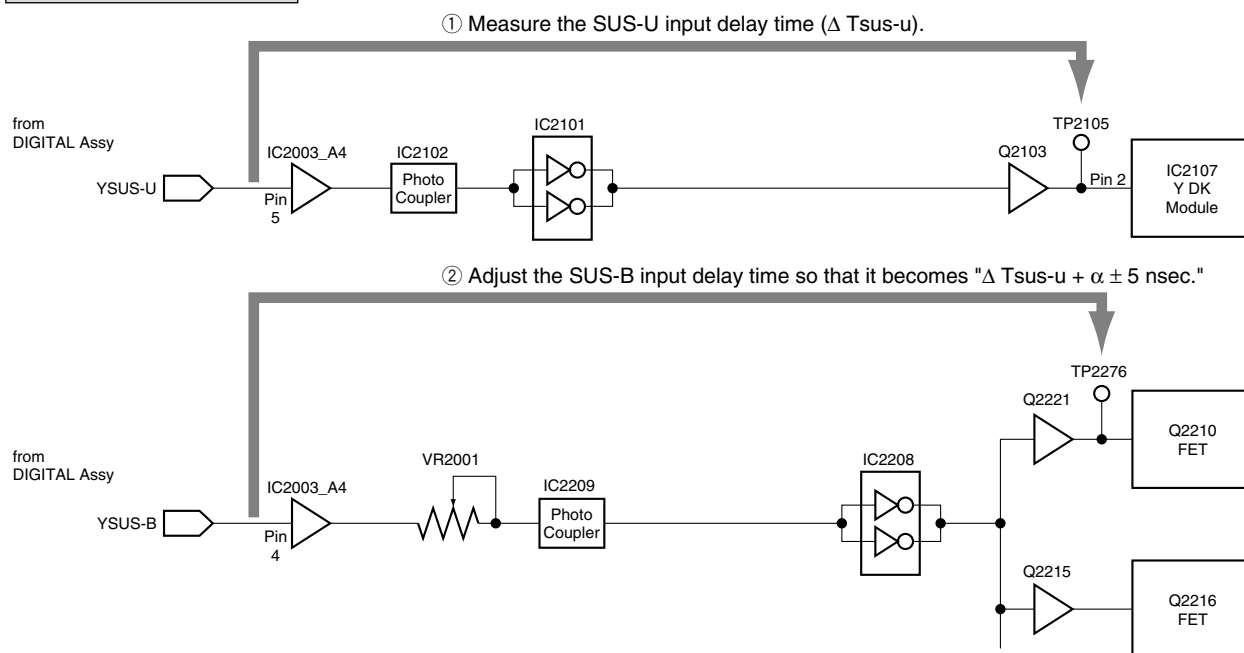 ① Measure the SUS-U input delay time (Δ Tsus-u).
from
DIGITAL Assy
YSUS-U
Pin
5
IC2003_A4
IC2102
Photo
Coupler
IC2101
Q2103
TP2105
Pin 2
IC2107
Y DK
Module
② Adjust the SUS-B input delay time so that it becomes "Δ Tsus-u + α ± 5 nsec."
from
DIGITAL Assy
YSUS-B
Pin
4
IC2003_A4
VR2001
IC2209
Photo
Coupler
IC2208
Q2221
TP2276
Q2210
FET
Q2215
Q2216
FET